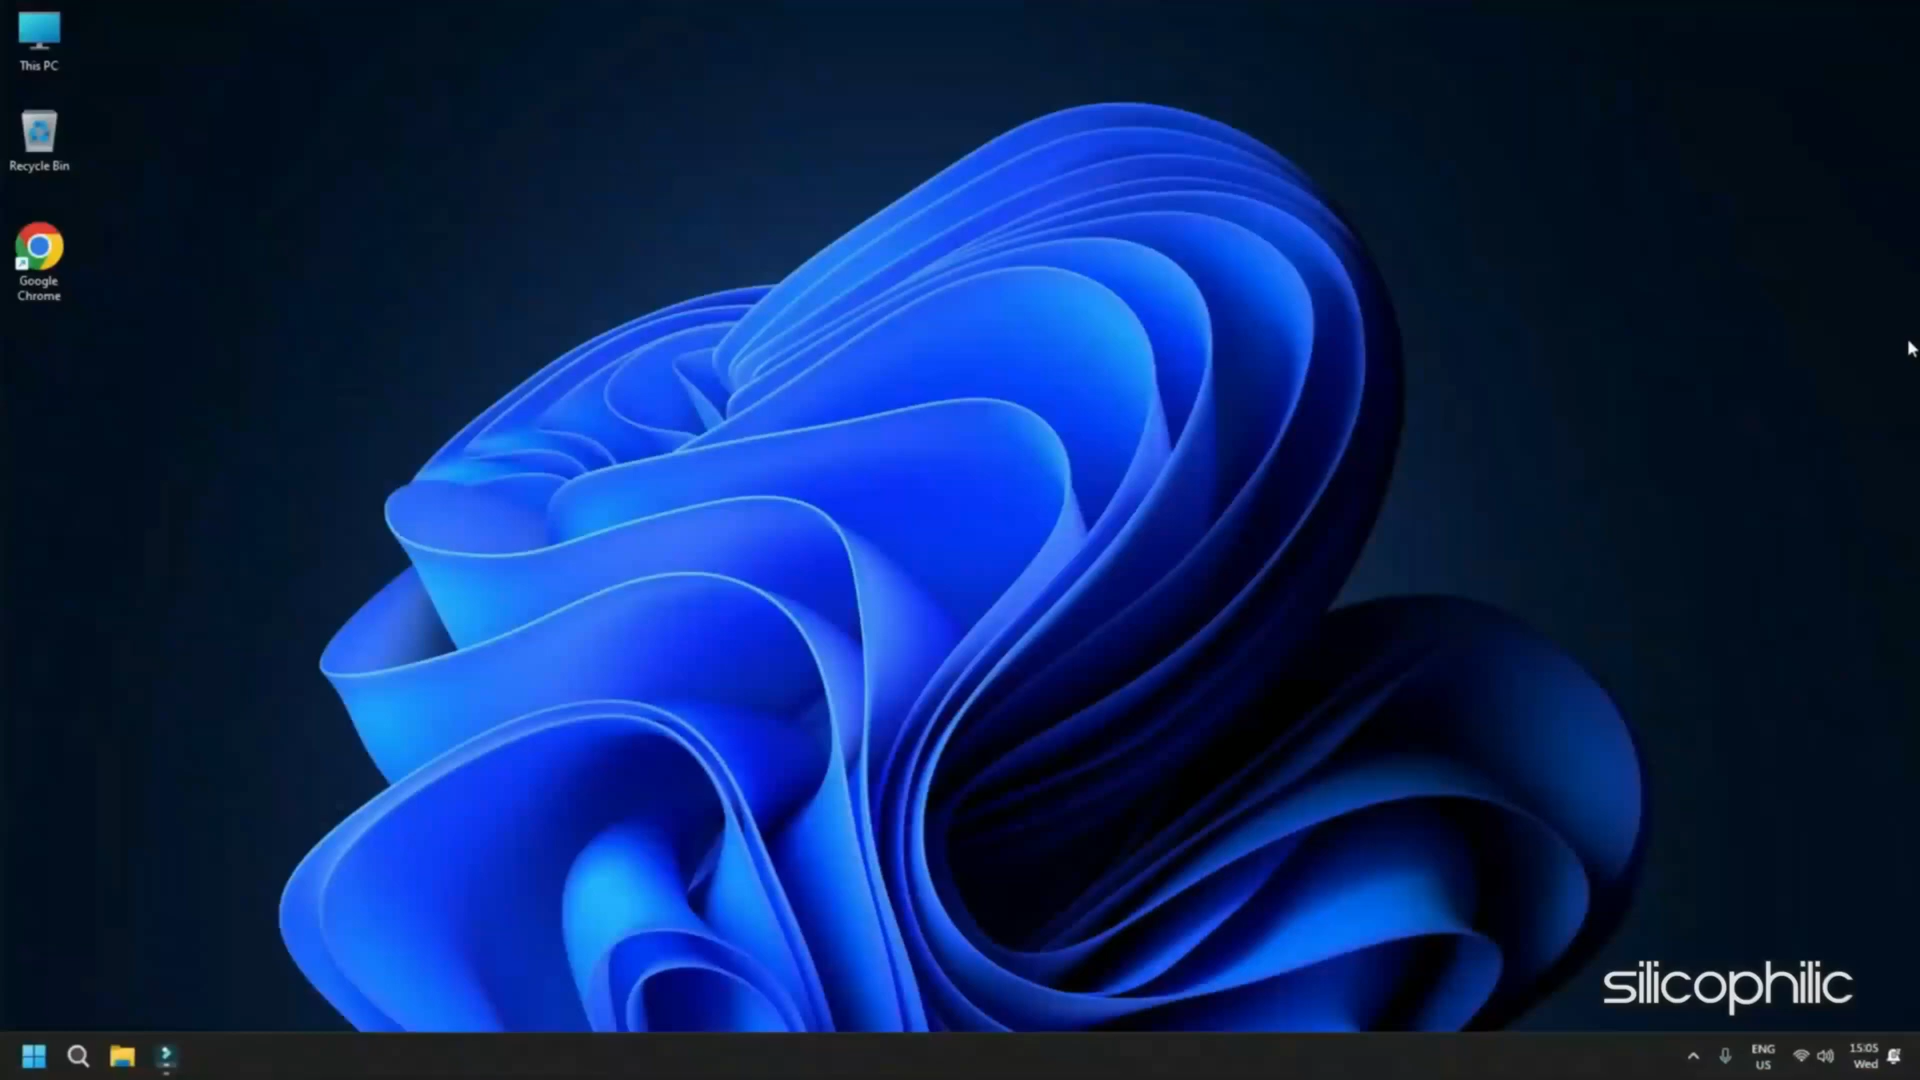 This PC
Recycle Bin
Google
Chrome
silicophilic
ENG
US
15:05
Wed